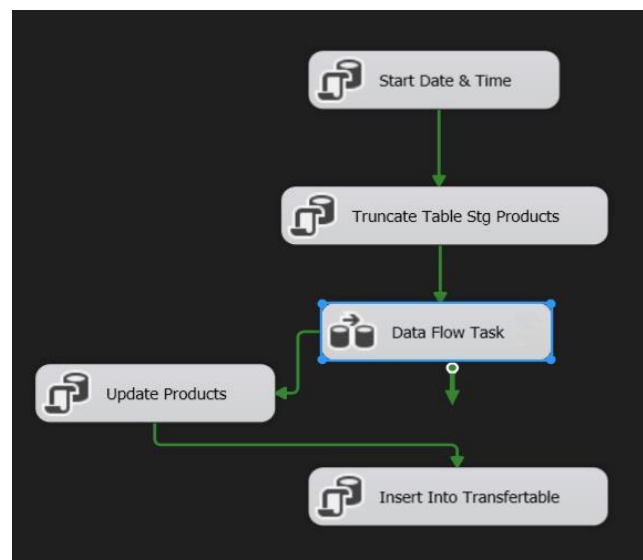 Start Date & Time
Truncate Table Stg Products
Data Flow Task
Update Products
Insert Into Transfertable